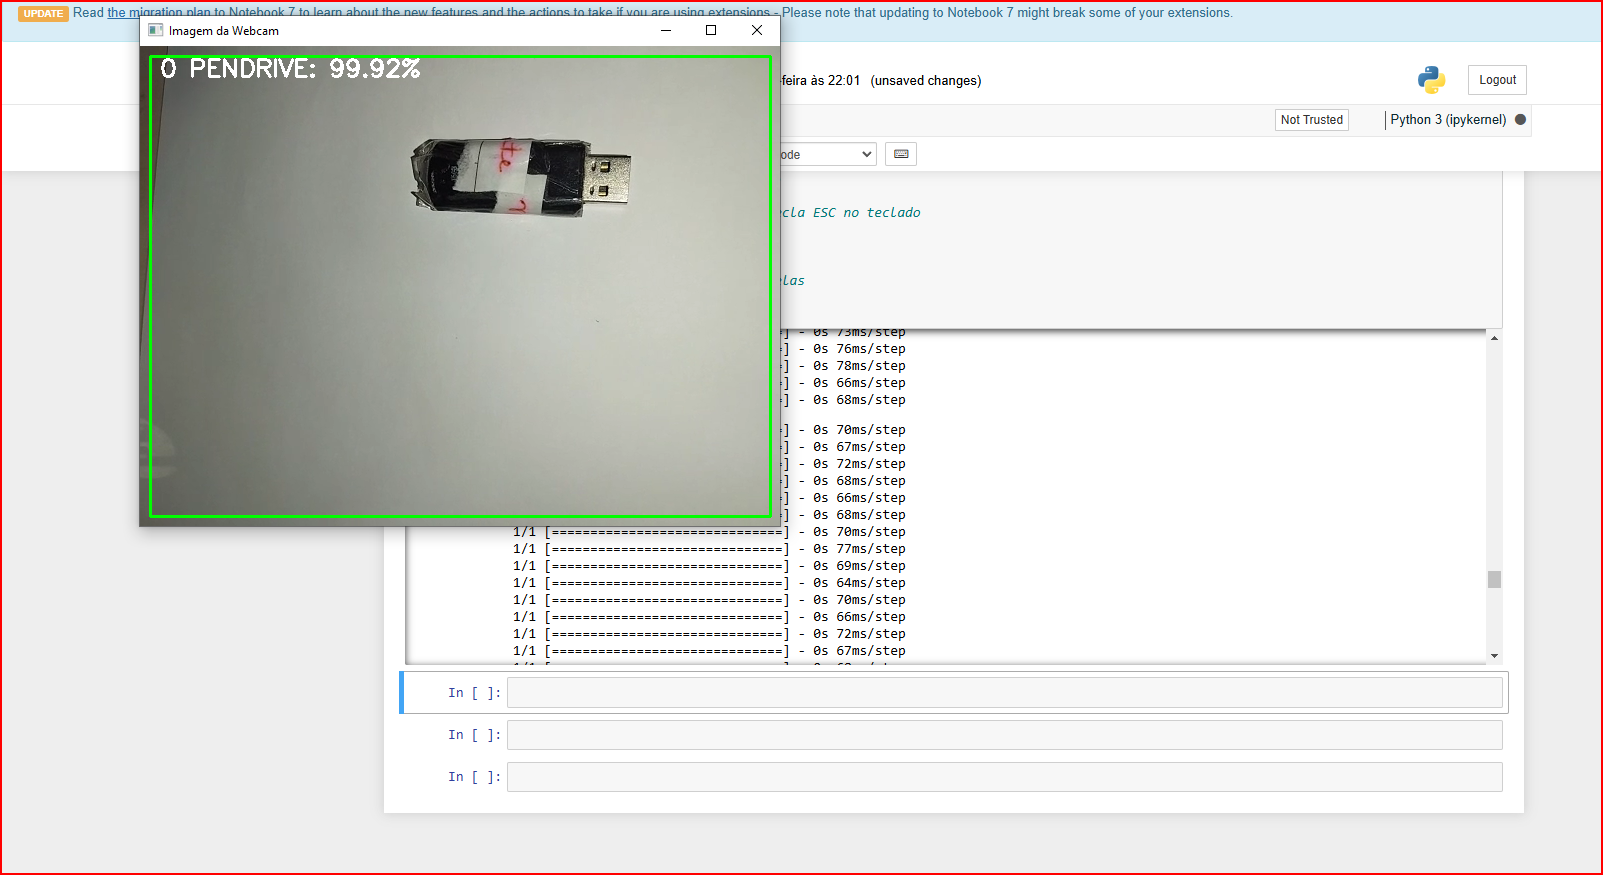 UPDATE Read the migration plan to Notebook 7 to learn about the new features and the actions to take if you are using extensions - Please note that updating to Notebook 7 might break some of your extensions.
Imagem da Webcam
0 PENDRIVE: 99.92%
te
-feira às 22:01 (unsaved changes)
Logout
Not Trusted
Python 3 (ipykernel)
ode
ecla ESC no teclado
elas
=] - 0s 73ms/step
=] - 0s 76ms/step
=] - 0s 78ms/step
=] - 0s 66ms/step
=] - 0s 68ms/step
=] - 0s 70ms/step
=] - 0s 67ms/step
=] - 0s 72ms/step
=] - 0s 68ms/step
=] - 0s 66ms/step
=] - 0s 68ms/step
1/1 [==============================] - 0s 70ms/step
1/1 [==============================] - 0s 77ms/step
1/1 [==============================] - 0s 69ms/step
1/1 [==============================] - 0s 64ms/step
1/1 [==============================] - 0s 70ms/step
1/1 [==============================] - 0s 66ms/step
1/1 [==============================] - 0s 72ms/step
1/1 [==============================] - 0s 67ms/step
In [ ]:
In [ ]:
In [ ]: